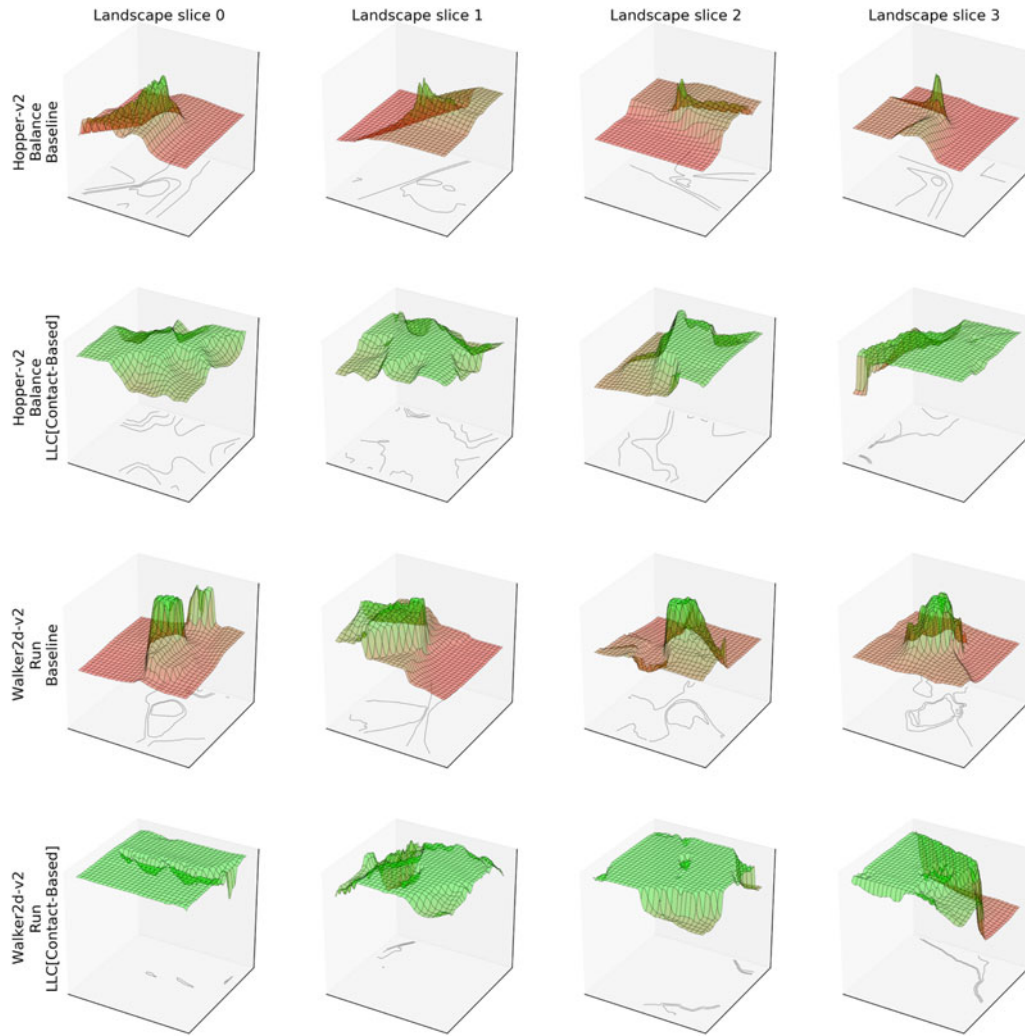 Landscape slice 0
Landscape slice 1
Landscape slice 2
Landscape slice 3
Hopper-v2
Balance
Baseline
Hopper-v2
Balance
LLC[Contact-Based]
Walker2d-v2
Run
Baseline
Walker2d-v2
Run
LLC[Contact-Based]